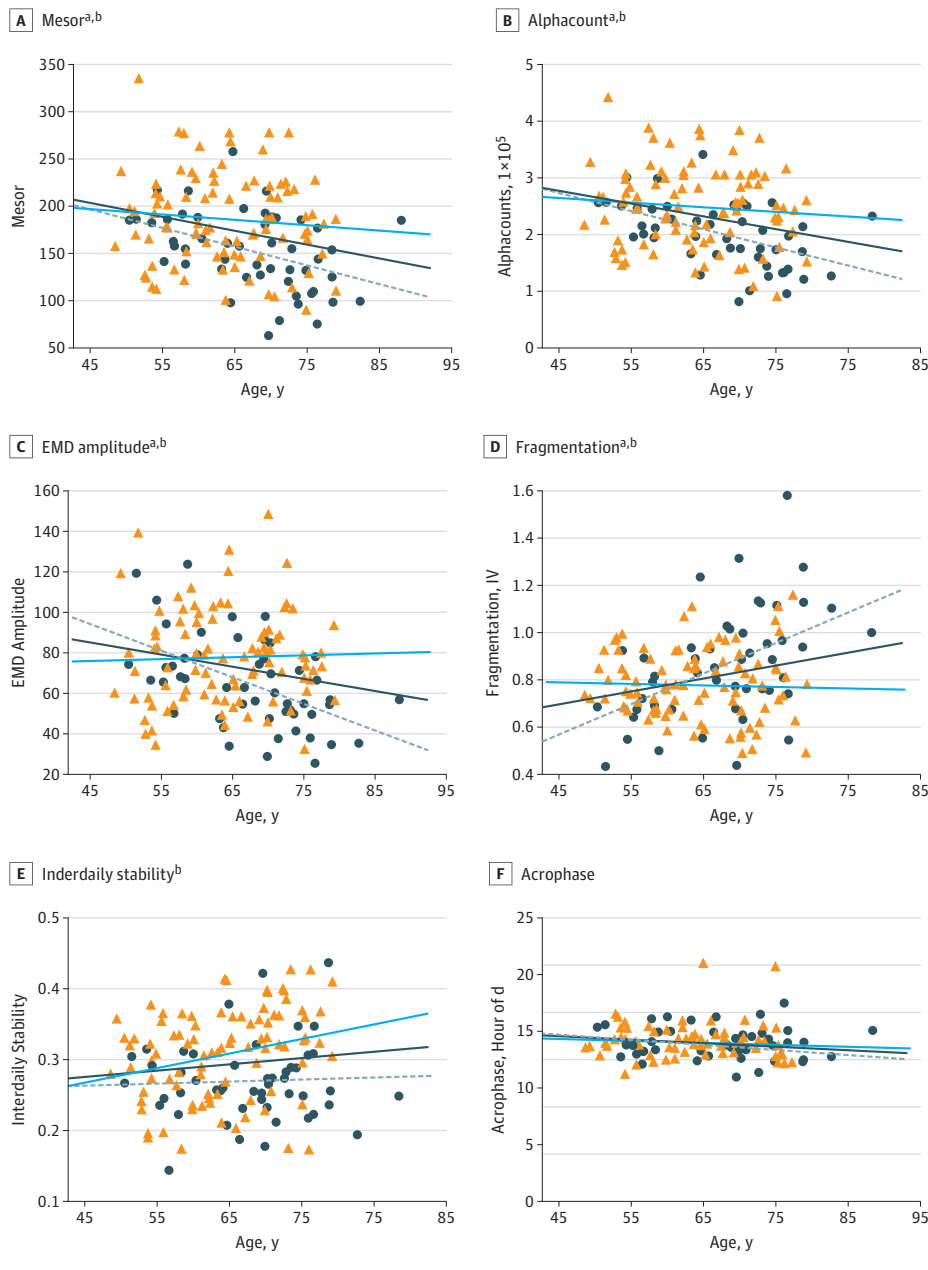 A Mesor^a,b
350
300
250
200
150
100
50
Mesor
45 55 65 75 85 95
Age, y
B Alphacount^a,b
5
4
3
2
1
0
Alphacounts, 1×10^5
45 55 65 75 85
Age, y
C EMD amplitude^a,b
160
140
120
100
80
60
40
20
EMD Amplitude
45 55 65 75 85 95
Age, y
D Fragmentation^a,b
1.6
1.4
1.2
1.0
0.8
0.6
0.4
Fragmentation, IV
45 55 65 75 75 85
Age, y
E Inderdaily stability^b
0.5
0.4
0.3
0.2
0.1
Interdaily Stability
45 55 65 75 85 95
Age, y
F Acrophase
25
20
15
10
5
0
Acrophase, Hour of d
45 55 65 75 85 95
Age, y